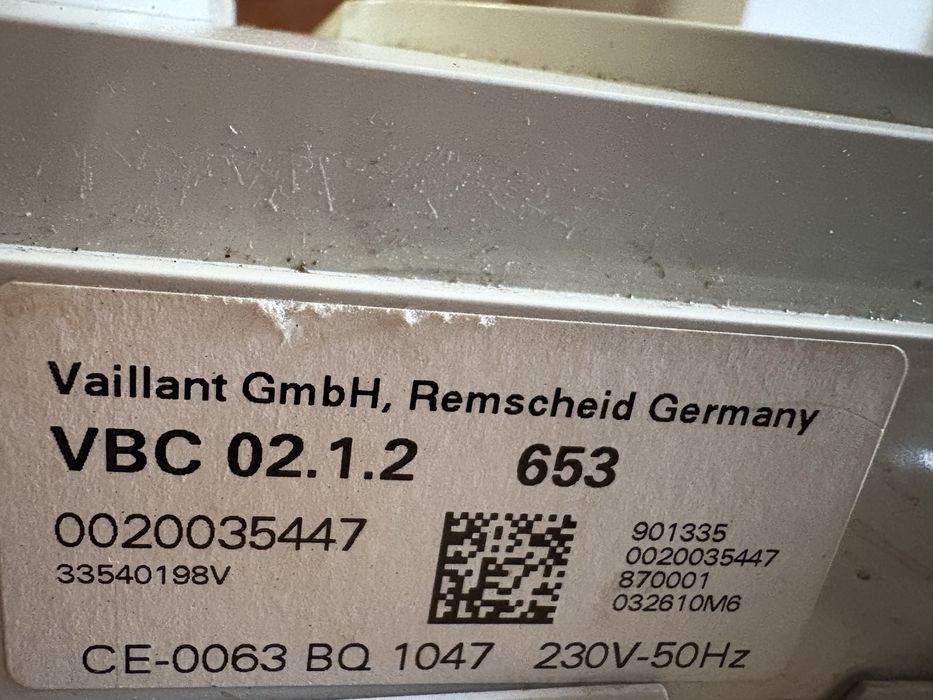 Vaillant GmbH, Remscheid Germany
VBC 02.1.2 653
0020035447
33540198V
901335
0020035447
870001
032610M6
CE-0063 BQ 1047 230V-50Hz